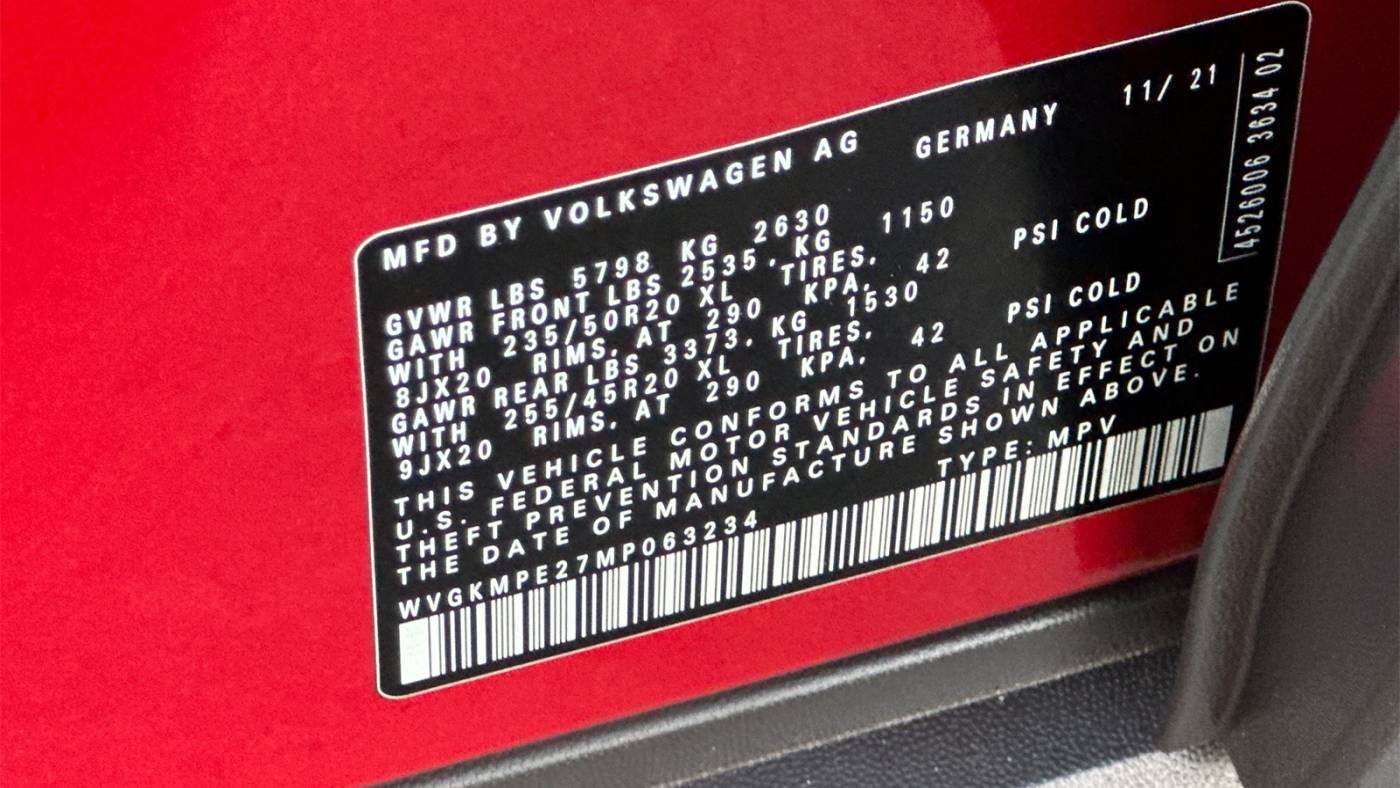 MFD BY VOLKSWAGEN AG GERMANY 11/ 21
GVWR LBS 5798 KG 2630
GAWR FRONT LBS 2535. KG 1150
WITH 235/50R20 XL TIRES.
8JX20 RIMS. AT 290 KPA. 42 PSI COLD
GAWR REAR LBS 3373. KG 1530
WITH 255/45R20 XL TIRES.
9JX20 RIMS. AT 290 KPA. 42 PSI COLD
THIS VEHICLE CONFORMS TO ALL APPLICABLE
U.S. FEDERAL MOTOR VEHICLE SAFETY AND
THEFT PREVENTION STANDARDS IN EFFECT ON
THE DATE OF MANUFACTURE SHOWN ABOVE.
WVGKMPE27MP063234 TYPE: MPV
4526006 3634 02